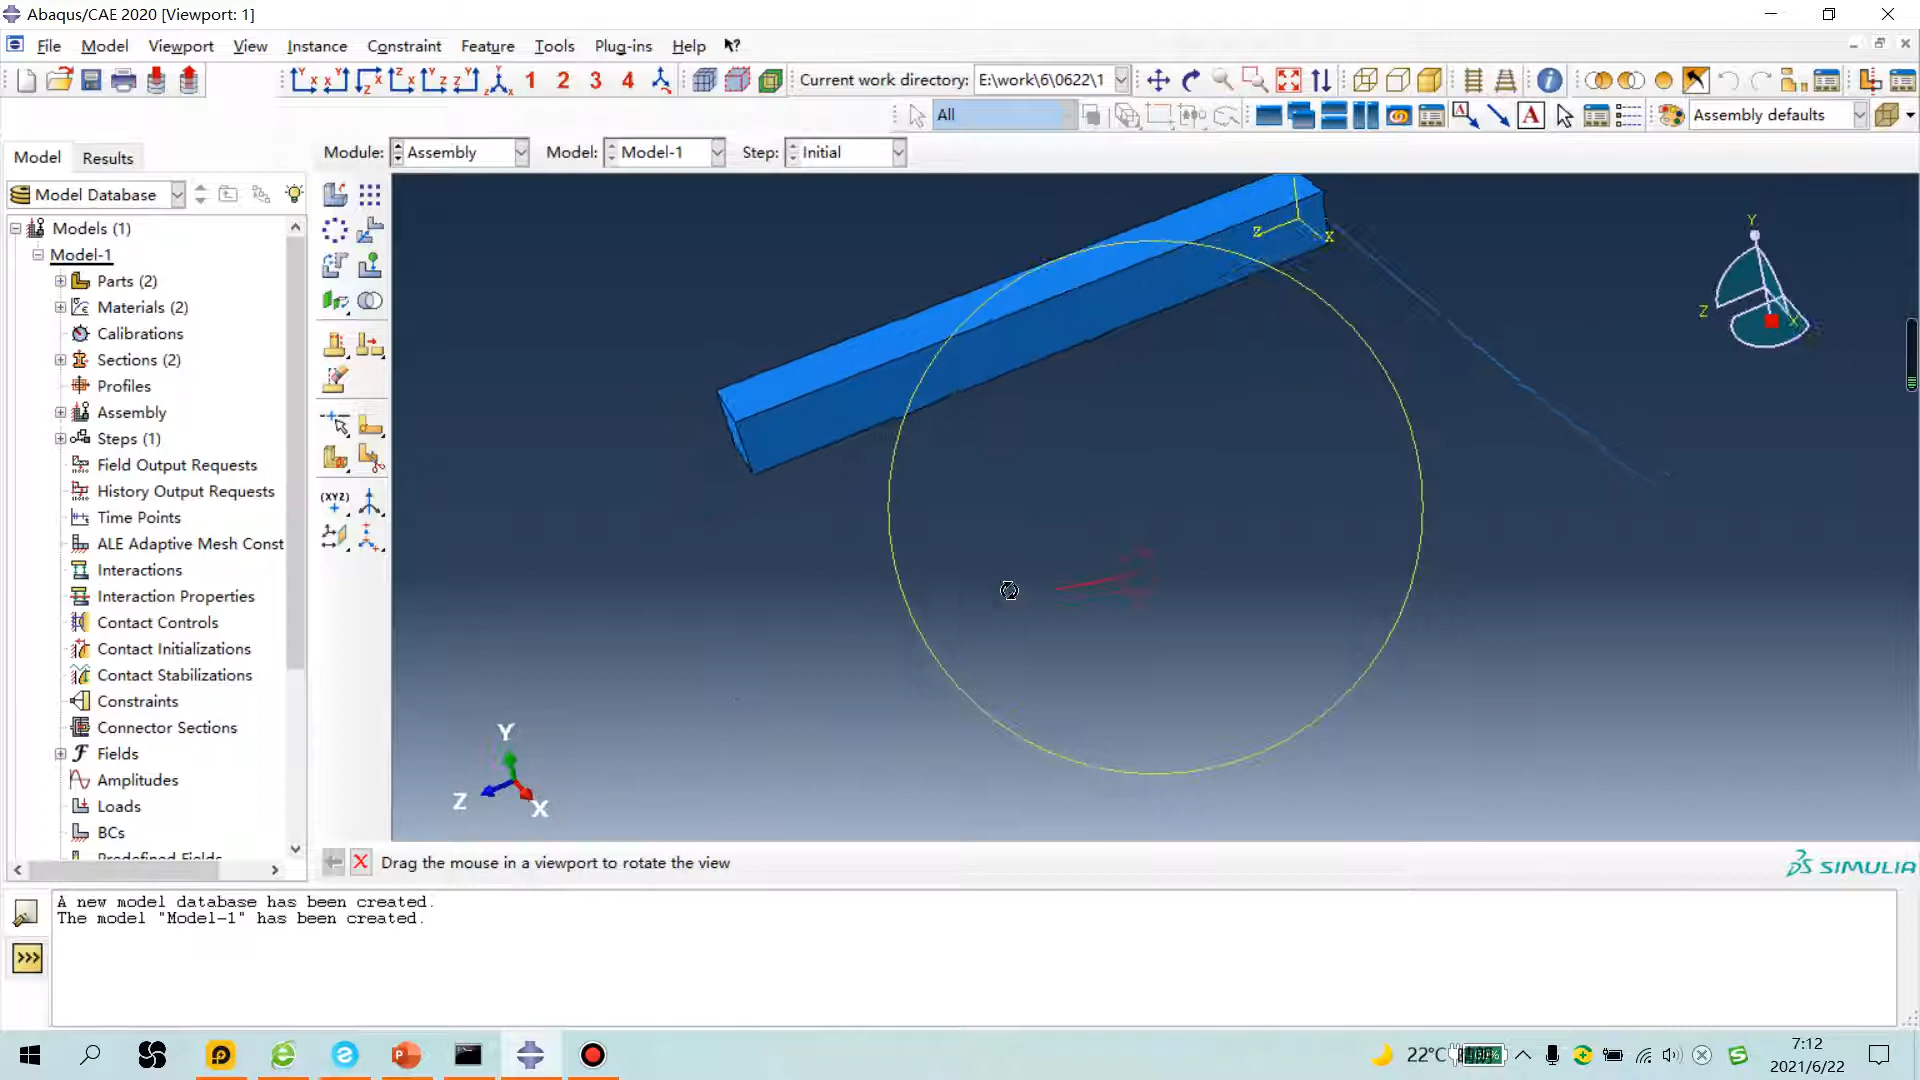 Abaqus/CAE 2020 [Viewport: 1]
File Model Viewport View Instance Constraint Feature Tools Plug-ins Help
1 2 3 4 Current work directory: E:\work\6\0622\1
All Assembly defaults
Model Results Module: Assembly Model: Model-1 Step: Initial
Model Database
Models (1)
Model-1
Parts (2)
Materials (2)
Calibrations
Sections (2)
Profiles
Assembly
Steps (1)
Field Output Requests
History Output Requests
Time Points
ALE Adaptive Mesh Const
Interactions
Interaction Properties
Contact Controls
Contact Initializations
Contact Stabilizations
Constraints
Connector Sections
Fields
Amplitudes
Loads
BCs
Predefined Fields
(XYZ)
Z
X
Y
Z
X
Y
Z
X
Drag the mouse in a viewport to rotate the view
SIMULIA
A new model database has been created.
The model "Model-1" has been created.
>>>
22°C
7:12
2021/6/22